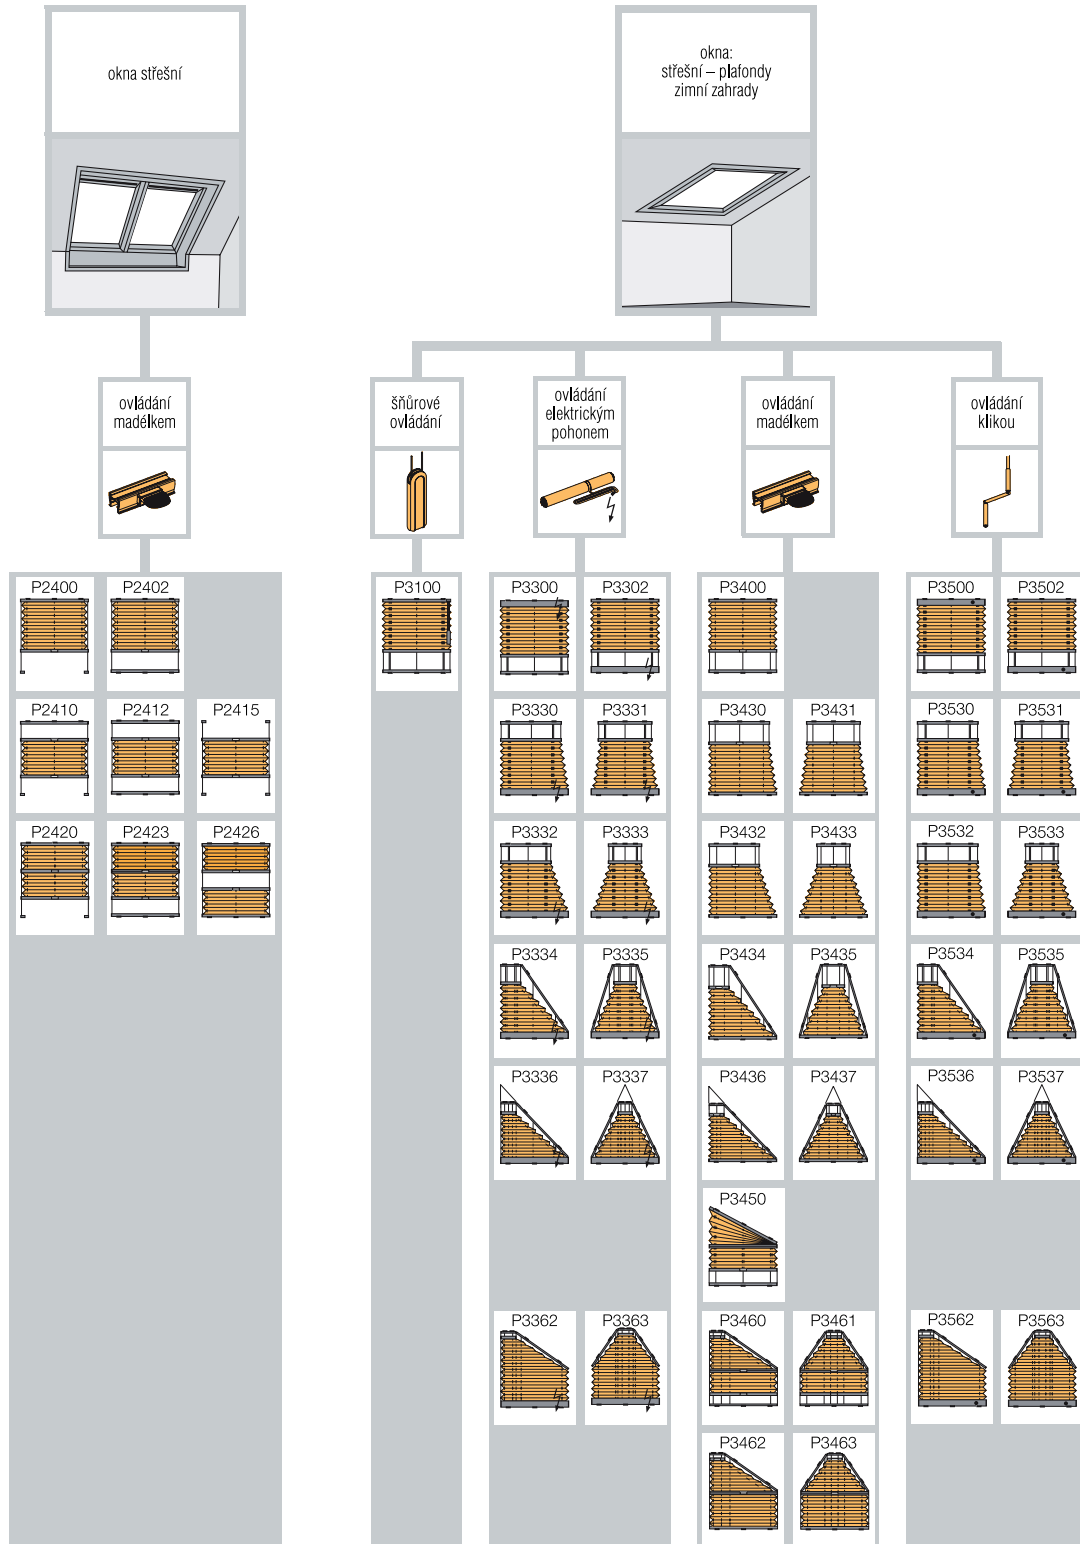 okna střešní
okna:
střešní – plafondy
zimní zahrady
ovládání
madélkem
šňůrové
ovládání
ovládání
elektrickým
pohonem
ovládání
madélkem
ovládání
klikou
P2400 P2402
P2410 P2412 P2415
P2420 P2423 P2426
P3100
P3300 P3302
P3330 P3331
P3332 P3333
P3334 P3335
P3336 P3337
P3362 P3363
P3400
P3430 P3431
P3432 P3433
P3434 P3435
P3436 P3437
P3450
P3460 P3461
P3462 P3463
P3500 P3502
P3530 P3531
P3532 P3533
P3534 P3535
P3536 P3537
P3562 P3563